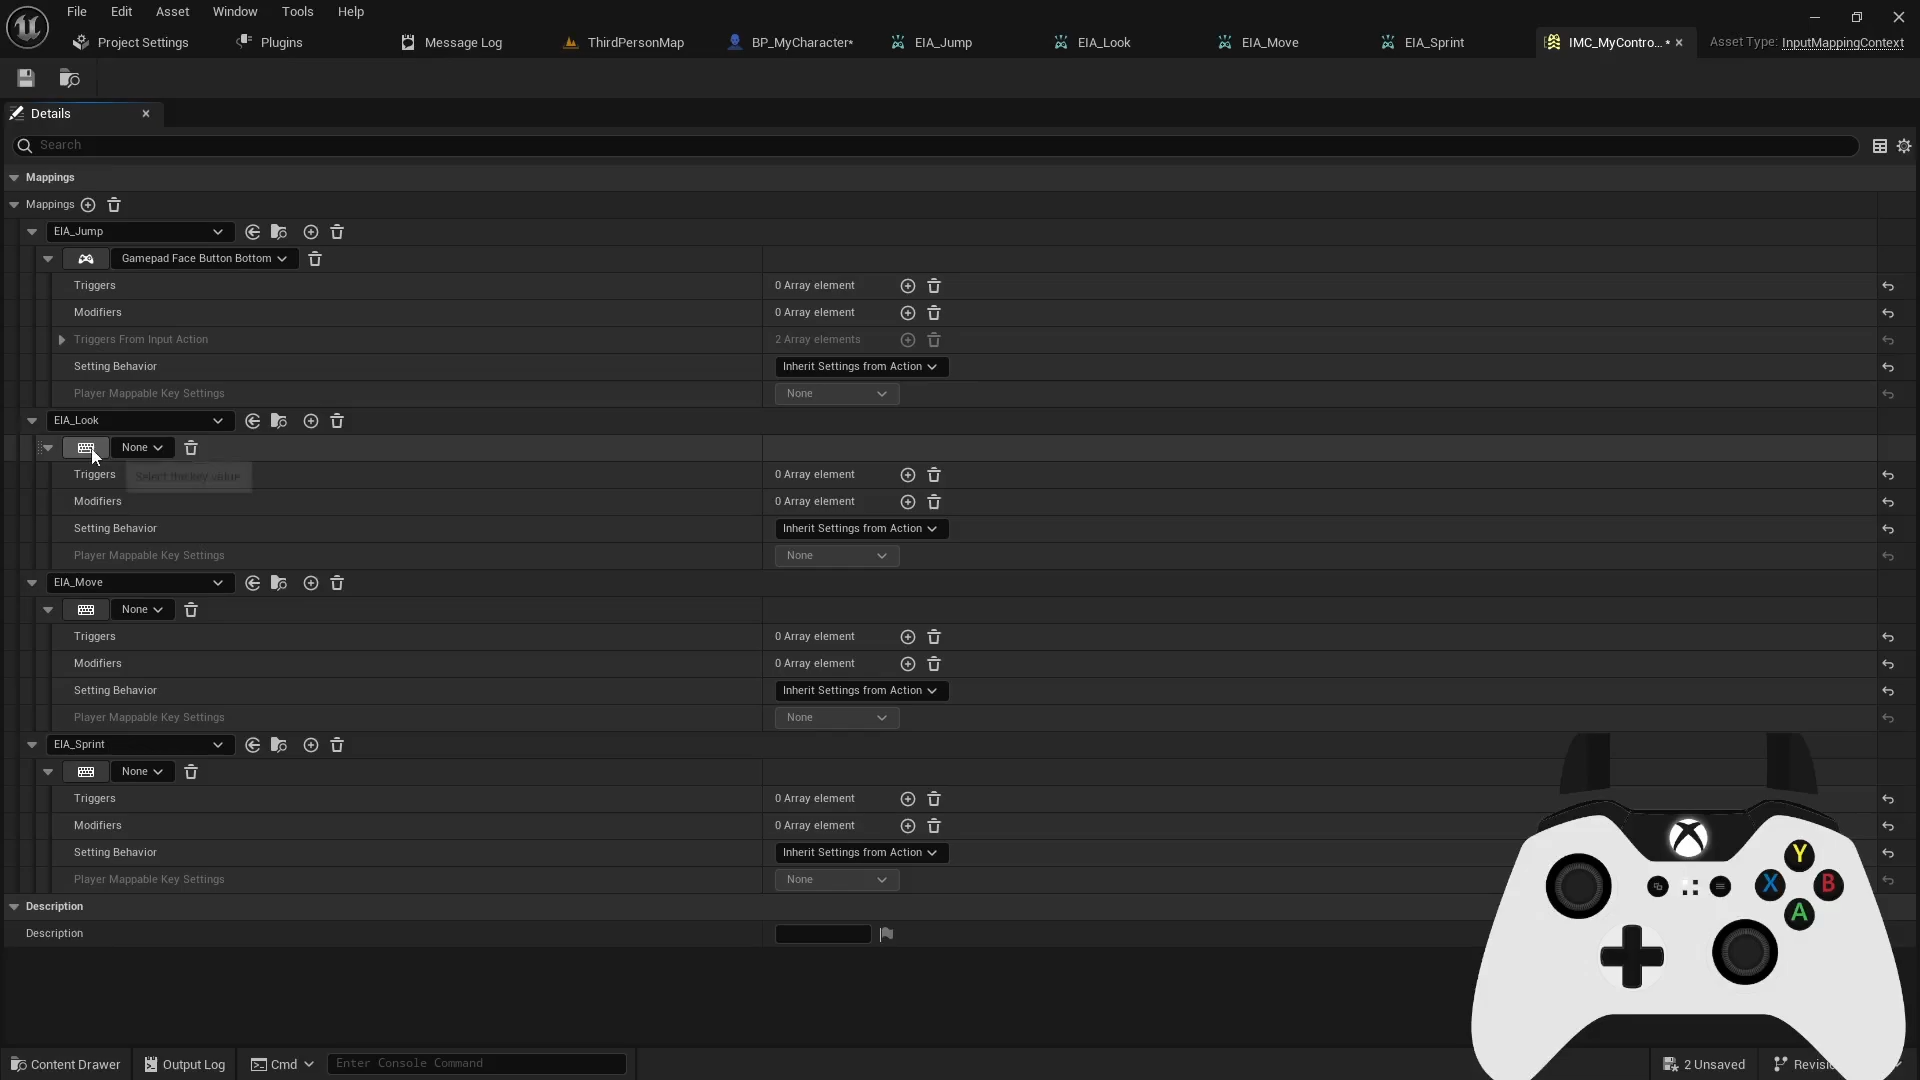 File Edit Asset Window Tools Help
Project Settings Plugins Message Log ThirdPersonMap BP_MyCharacter* EIA_Jump EIA_Look EIA_Move EIA_Sprint IMC_MyContro... * Asset Type: InputMappingContext
Details
Search
Mappings
Mappings
EIA_Jump
Gamepad Face Button Bottom
Triggers 0 Array element
Modifiers 0 Array element
Triggers From Input Action 2 Array elements
Setting Behavior Inherit Settings from Action
Player Mappable Key Settings None
EIA_Look
None
Triggers Select the key value 0 Array element
Modifiers 0 Array element
Setting Behavior Inherit Settings from Action
Player Mappable Key Settings None
EIA_Move
None
Triggers 0 Array element
Modifiers 0 Array element
Setting Behavior Inherit Settings from Action
Player Mappable Key Settings None
EIA_Sprint
None
Triggers 0 Array element
Modifiers 0 Array element
Setting Behavior Inherit Settings from Action
Player Mappable Key Settings None
Description
Description
Y
X B
A
Content Drawer Output Log Cmd Enter Console Command 2 Unsaved